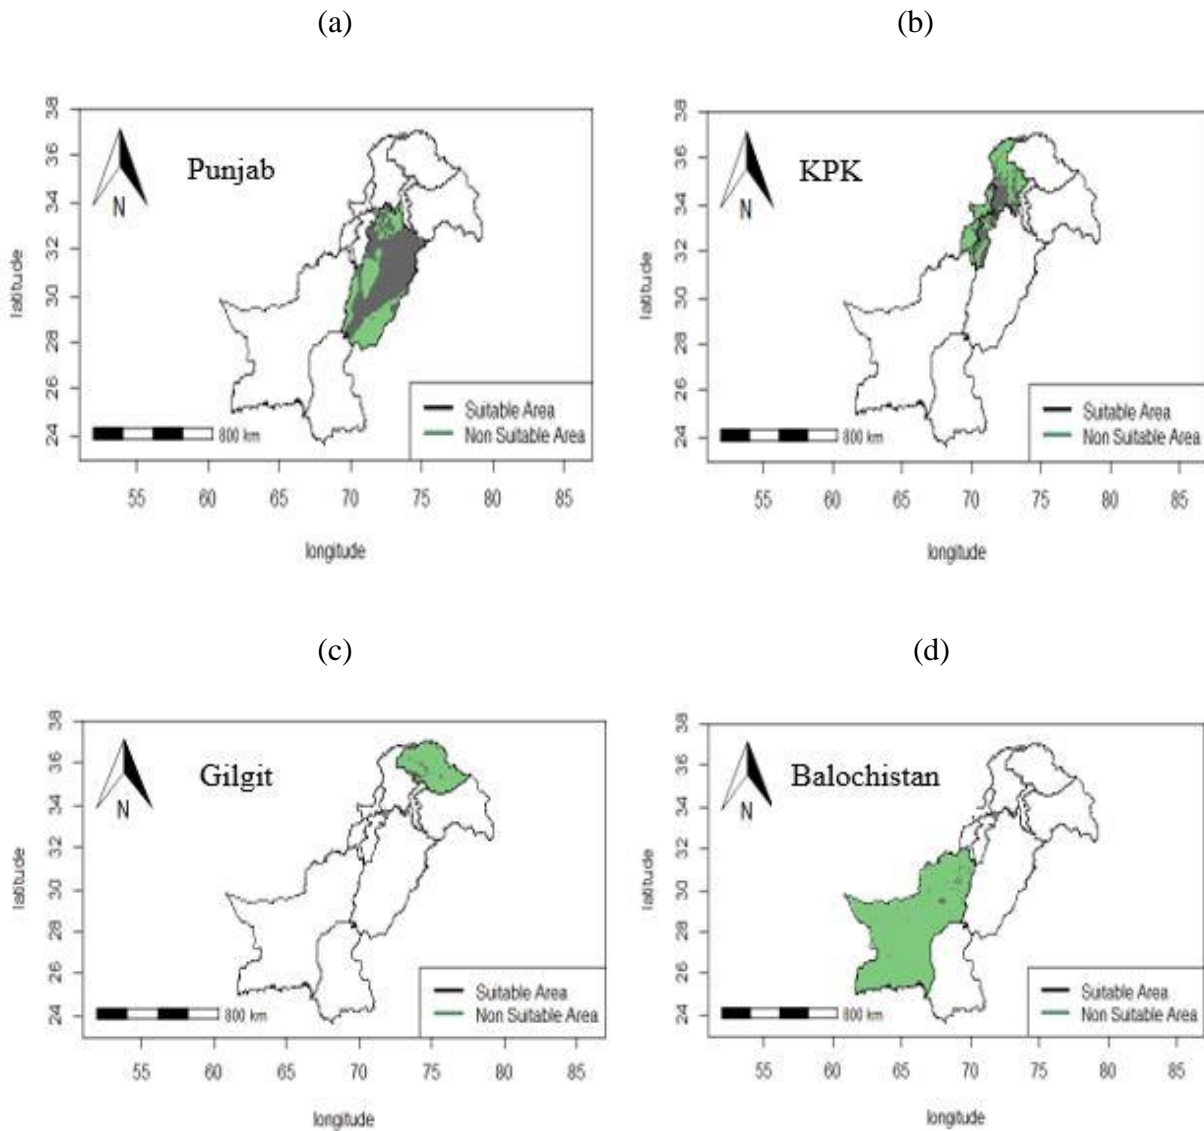 (a)
Punjab
N
latitude
38
36
34
32
30
28
26
24
800 km
Suitable Area
Non Suitable Area
55 60 65 70 75 80 85
longitude
(b)
KPK
N
latitude
38
36
34
32
30
28
26
24
800 km
Suitable Area
Non Suitable Area
55 60 65 70 75 80 85
longitude
(c)
Gilgit
N
latitude
38
36
34
32
30
28
26
24
800 km
Suitable Area
Non Suitable Area
55 60 65 70 75 80 85
longitude
(d)
Balochistan
N
latitude
38
36
34
32
30
28
26
24
800 km
Suitable Area
Non Suitable Area
55 60 65 70 75 80 85
longitude